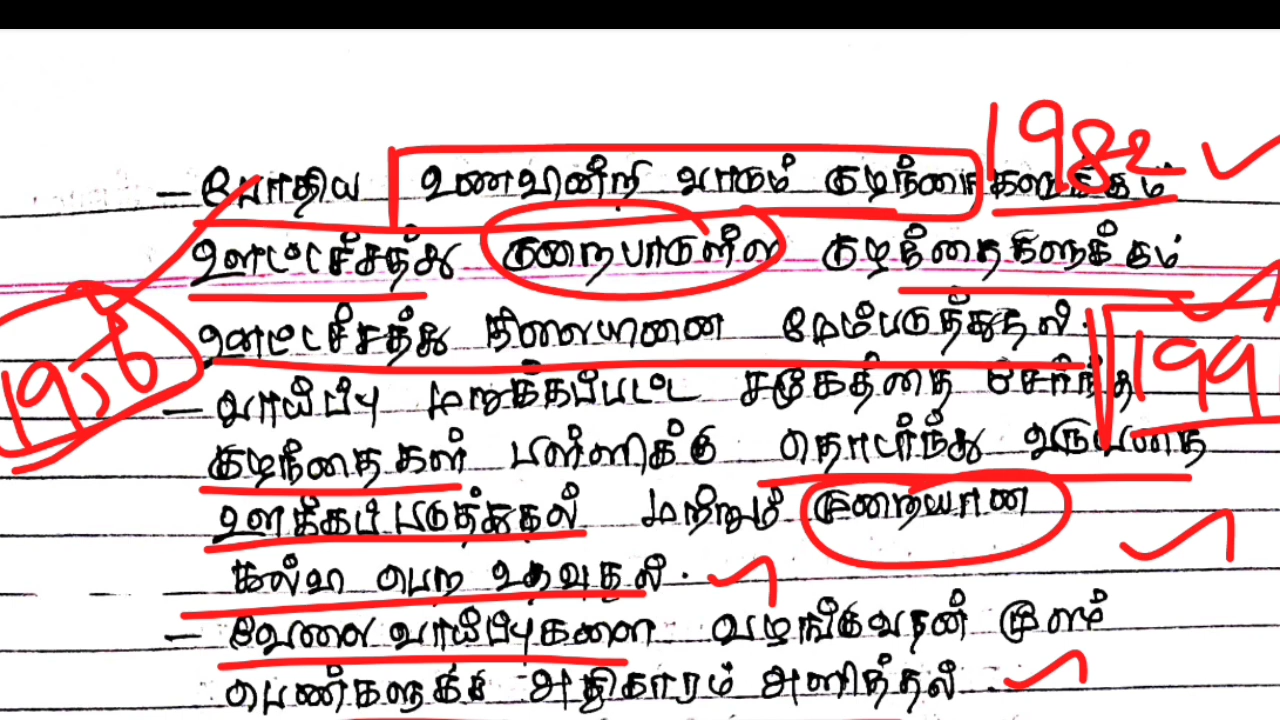 – போதிய உணவின்றி வாடும் குழந்தைகளுக்கும் 1982
ஊட்டச்சத்து குறைபாடுள்ள குழந்தைகளுக்கும்
ஊட்டச்சத்து நிலையினை மேம்படுத்துதல்.
1956
– வாய்ப்பு மறுக்கப்பட்ட சமூகத்தை சேர்ந்த 199
குழந்தைகள் பள்ளிக்கு தொடர்ந்து வருவதை
ஊக்கப்படுத்துதல் மற்றும் முறையான
கல்வி பெற உதவுதல்.
– வேலை வாய்ப்புகளை வழங்குவதன் மூலம்
பெண்களுக்கு அதிகாரம் அளித்தல்.